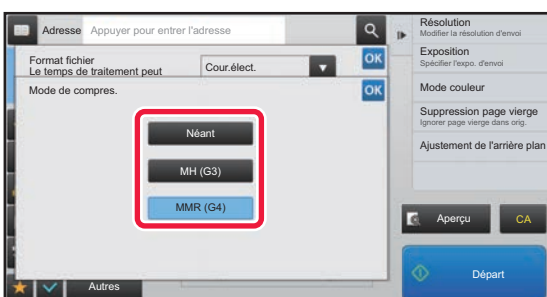 Adresse Appuyer pour entrer l'adresse
Format fichier
Le temps de traitement peut
Cour.élect.
OK
Mode de compres.
OK
Néant
MH (G3)
MMR (G4)
Autres
Résolution
Modifier la résolution d'envoi
Exposition
Spécifier l'expo. d'envoi
Mode couleur
Suppression page vierge
Ignorer page vierge dans orig.
Ajustement de l'arrière plan
Aperçu
CA
Départ